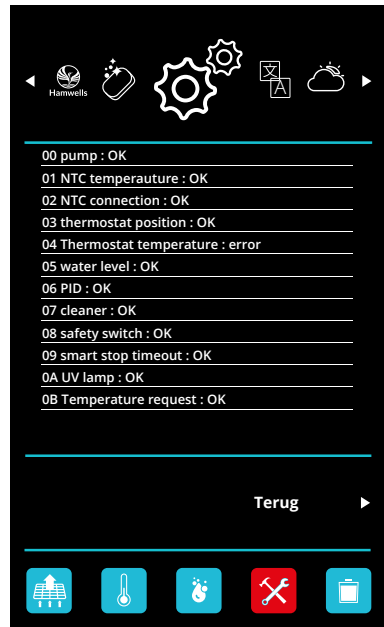 Hamwells
文
A
00 pump : OK
01 NTC temperauture : OK
02 NTC connection : OK
03 thermostat position : OK
04 Thermostat temperature : error
05 water level : OK
06 PID : OK
07 cleaner : OK
08 safety switch : OK
09 smart stop timeout : OK
0A UV lamp : OK
0B Temperature request : OK
Terug